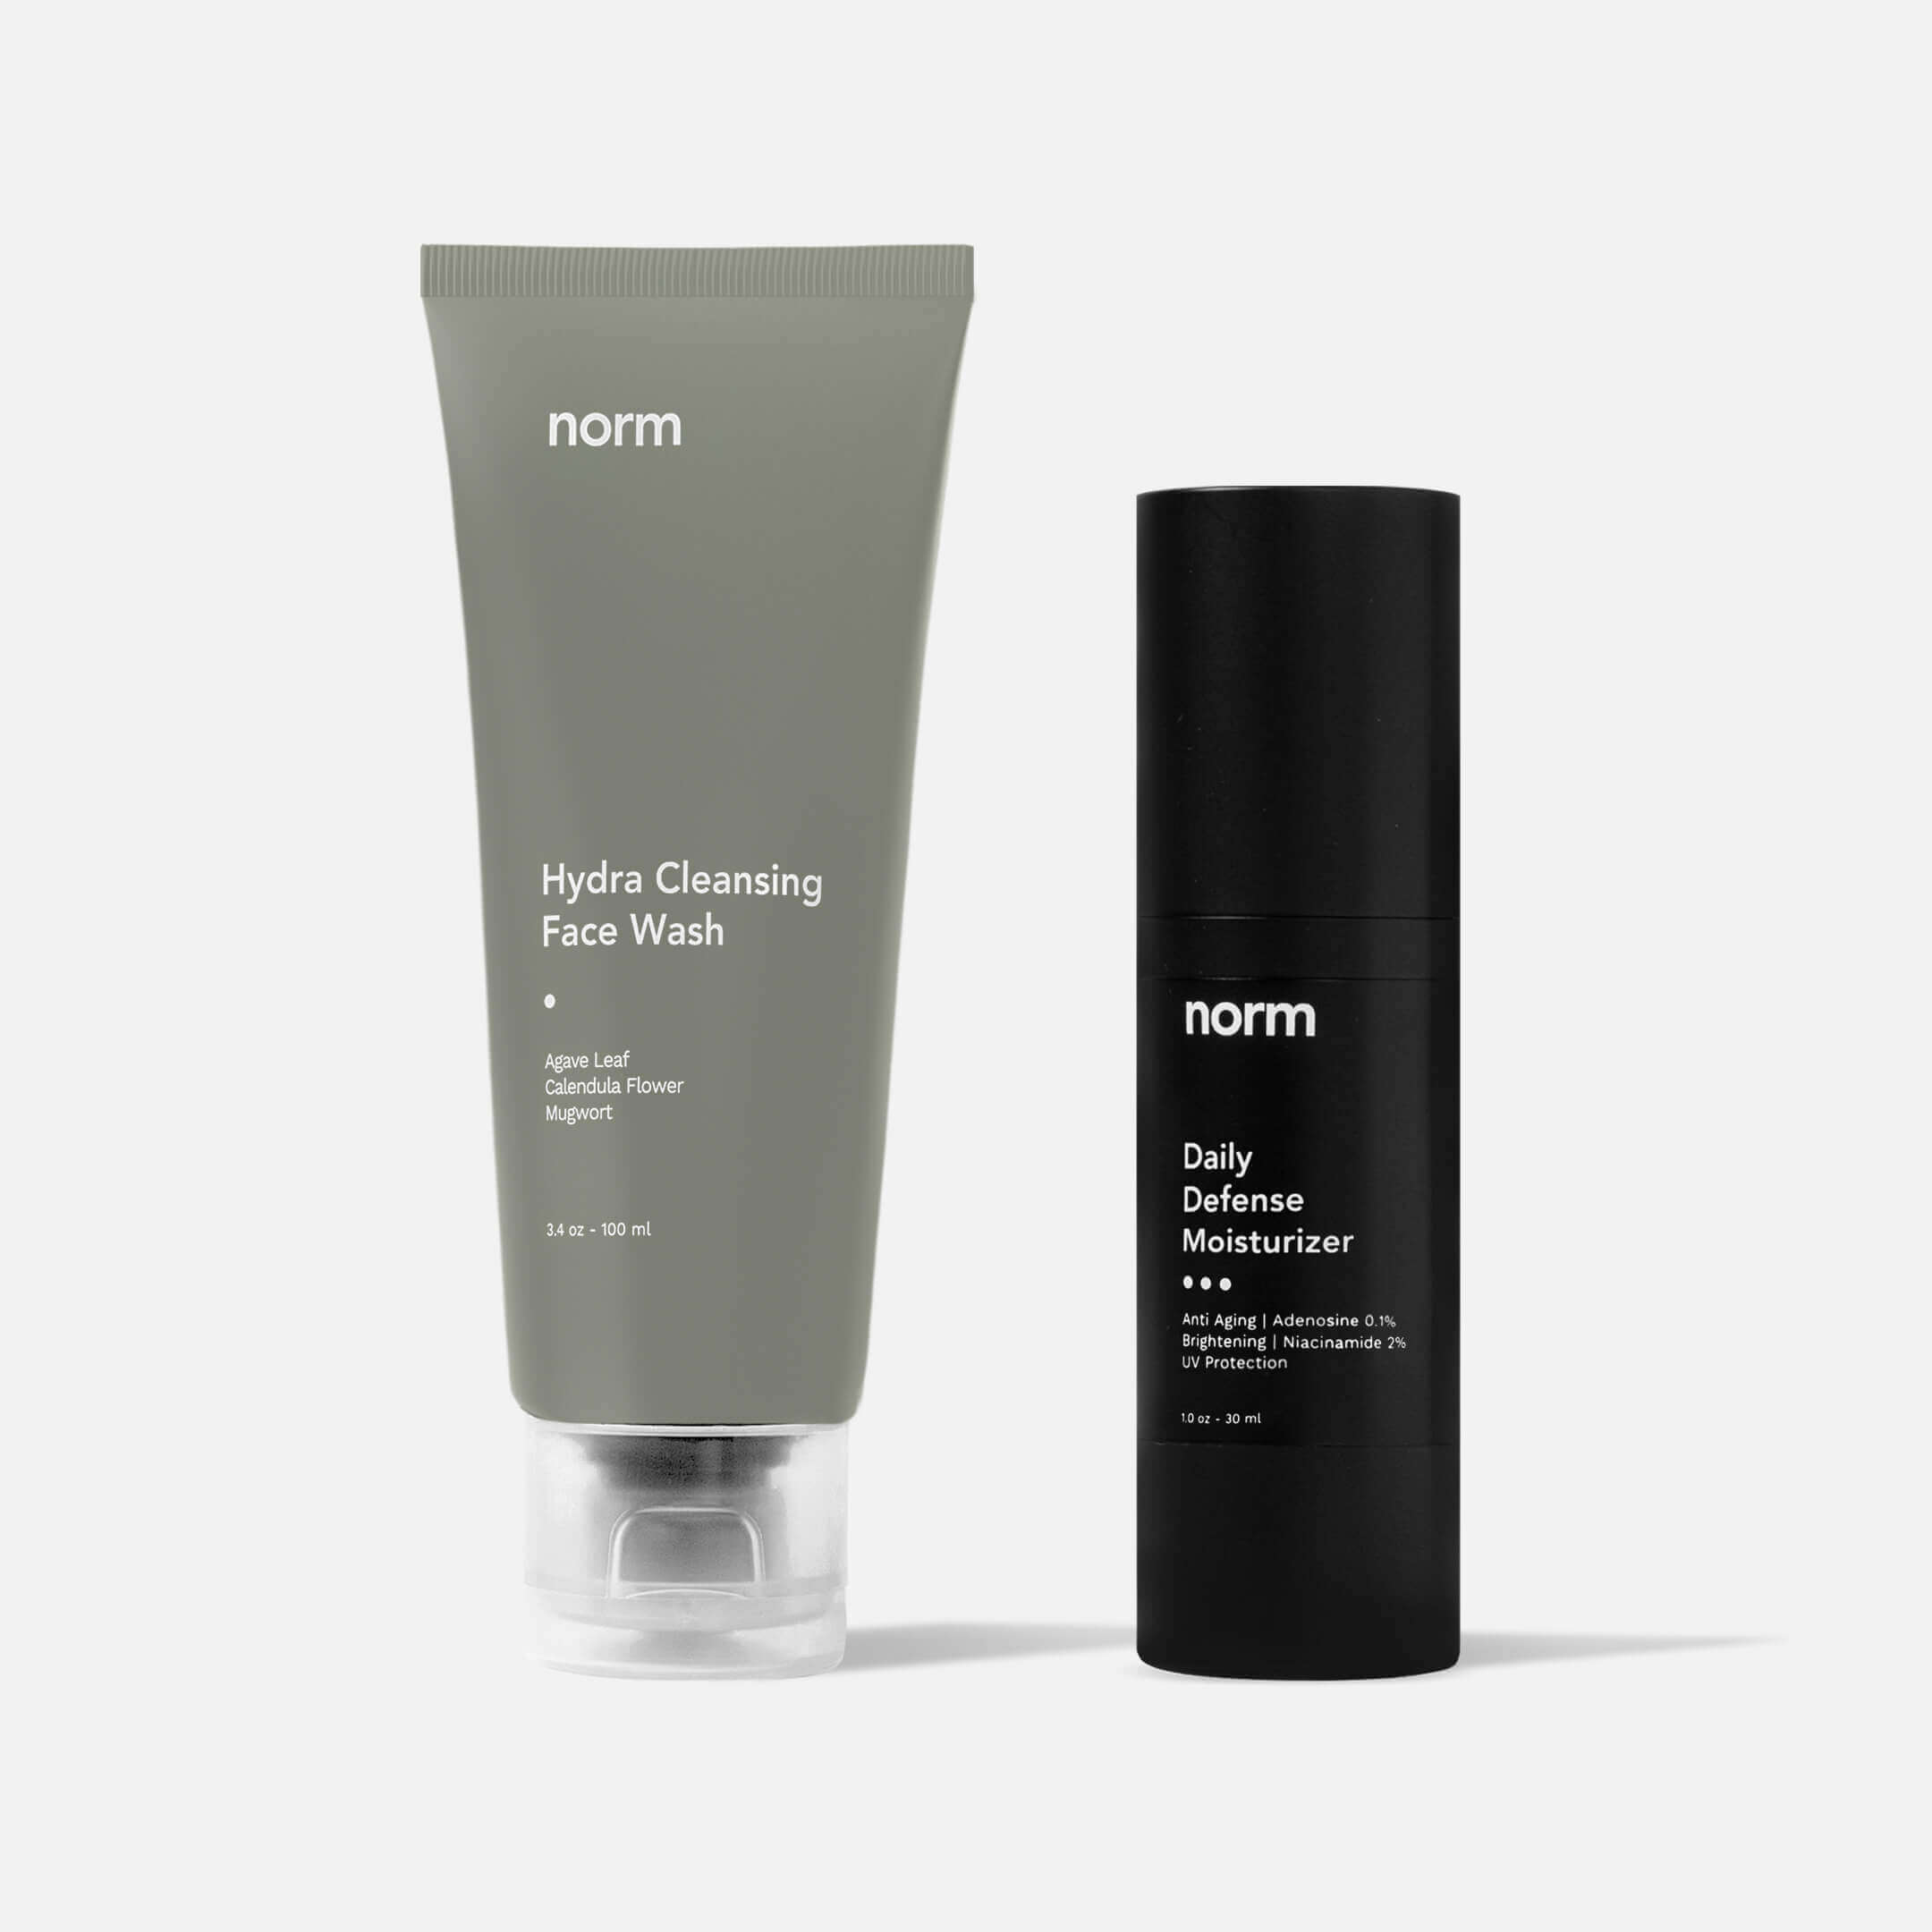 norm
Hydra Cleansing
Face Wash
Agave Leaf
Calendula Flower
Mugwort
3.4 oz - 100 ml
norm
Daily
Defense
Moisturizer
Anti Aging | Adenosine 0.1%
Brightening | Niacinamide 2%
UV Protection
1.0 oz - 30 ml